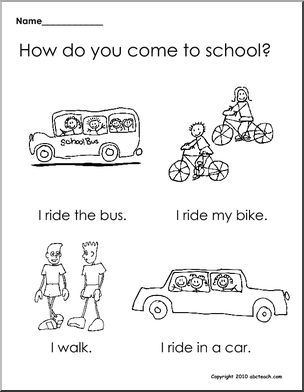 Name____________
How do you come to school?
School Bus
I ride the bus.
I ride my bike.
I walk.
I ride in a car.
Copyright 2010 abcteach.com